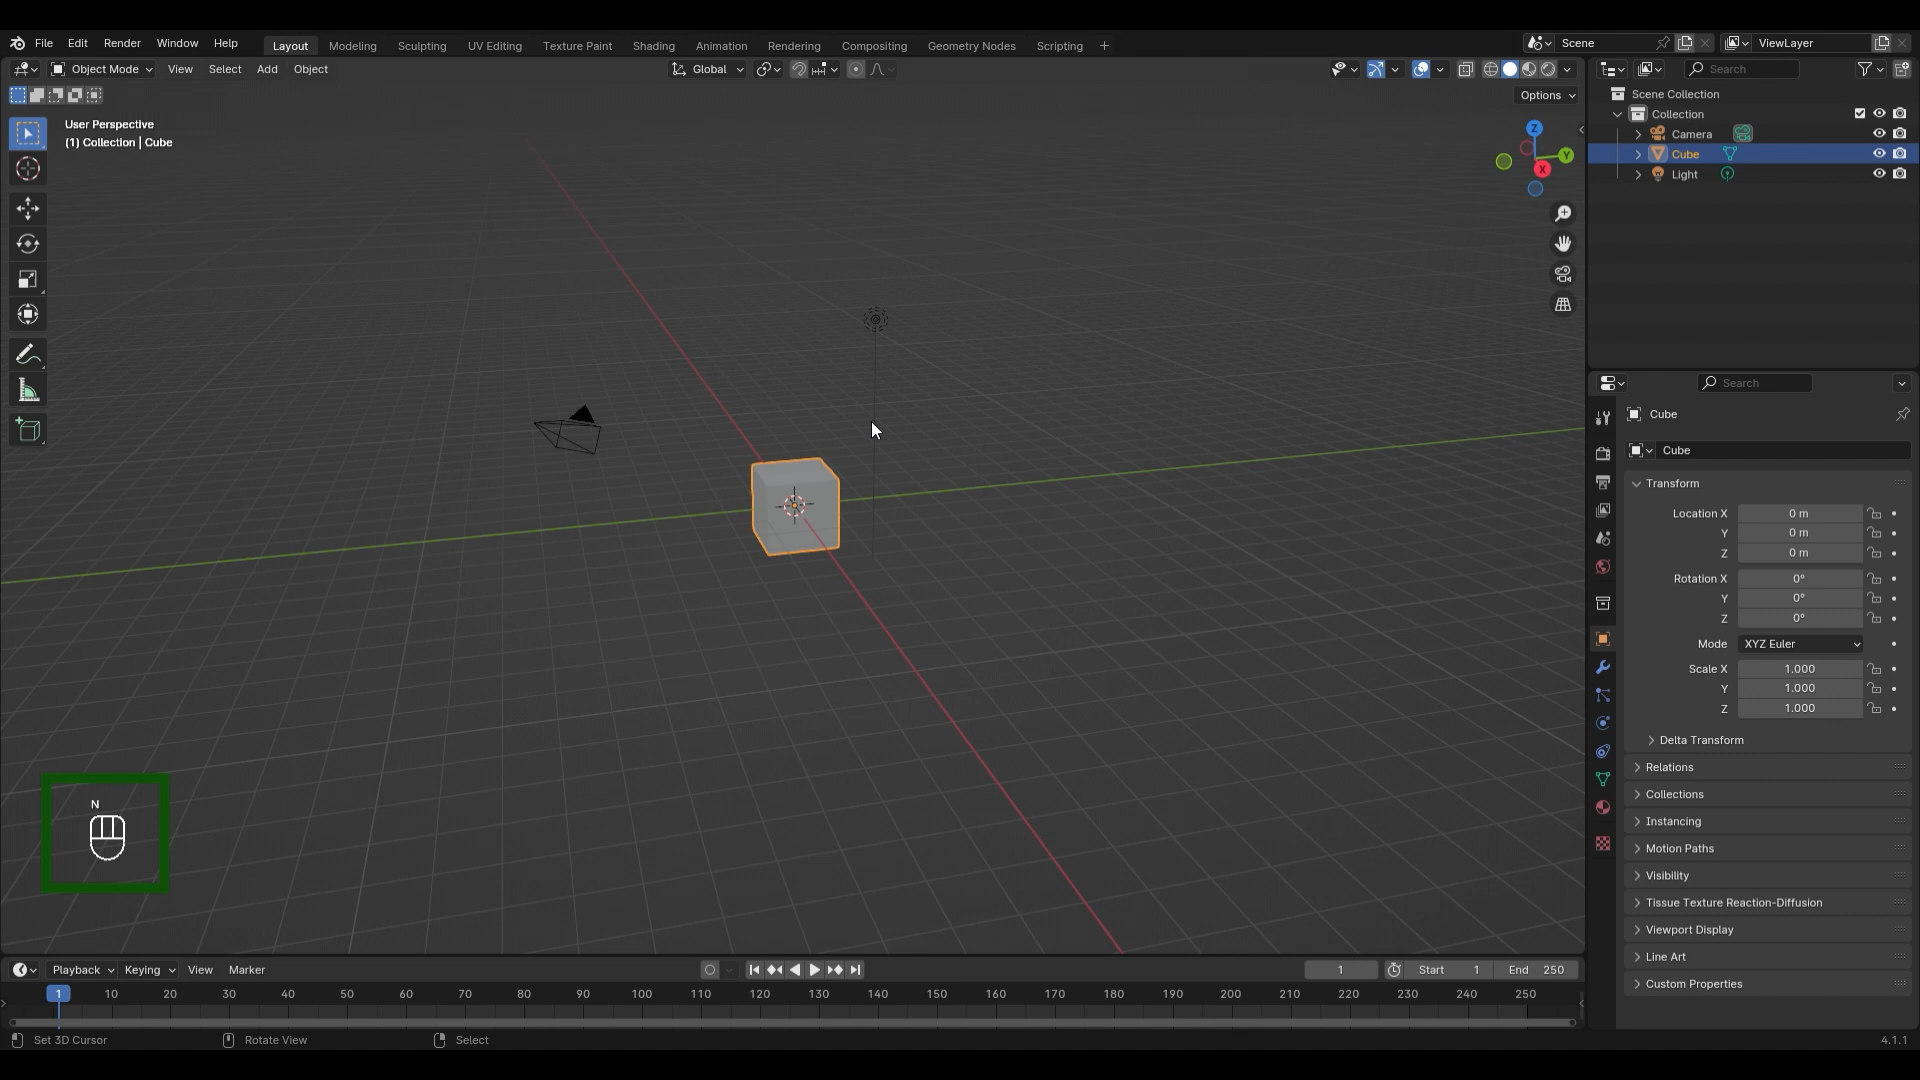 File Edit Render Window Help Layout Modeling Sculpting UV Editing Texture Paint Shading Animation Rendering Compositing Geometry Nodes Scripting + Scene ViewLayer
Object Mode View Select Add Object Global Search
Options
User Perspective
(1) Collection | Cube
Z
Y
X
Scene Collection
Collection
Camera
Cube
Light
Search
Cube
Cube
Transform
Location X 0 m
Y 0 m
Z 0 m
Rotation X 0°
Y 0°
Z 0°
Mode XYZ Euler
Scale X 1.000
Y 1.000
Z 1.000
Delta Transform
Relations
Collections
Instancing
Motion Paths
Visibility
Tissue Texture Reaction-Diffusion
Viewport Display
Line Art
Custom Properties
N
Playback Keying View Marker 1 Start 1 End 250
1 10 20 30 40 50 60 70 80 90 100 110 120 130 140 150 160 170 180 190 200 210 220 230 240 250
Set 3D Cursor Rotate View Select 4.1.1